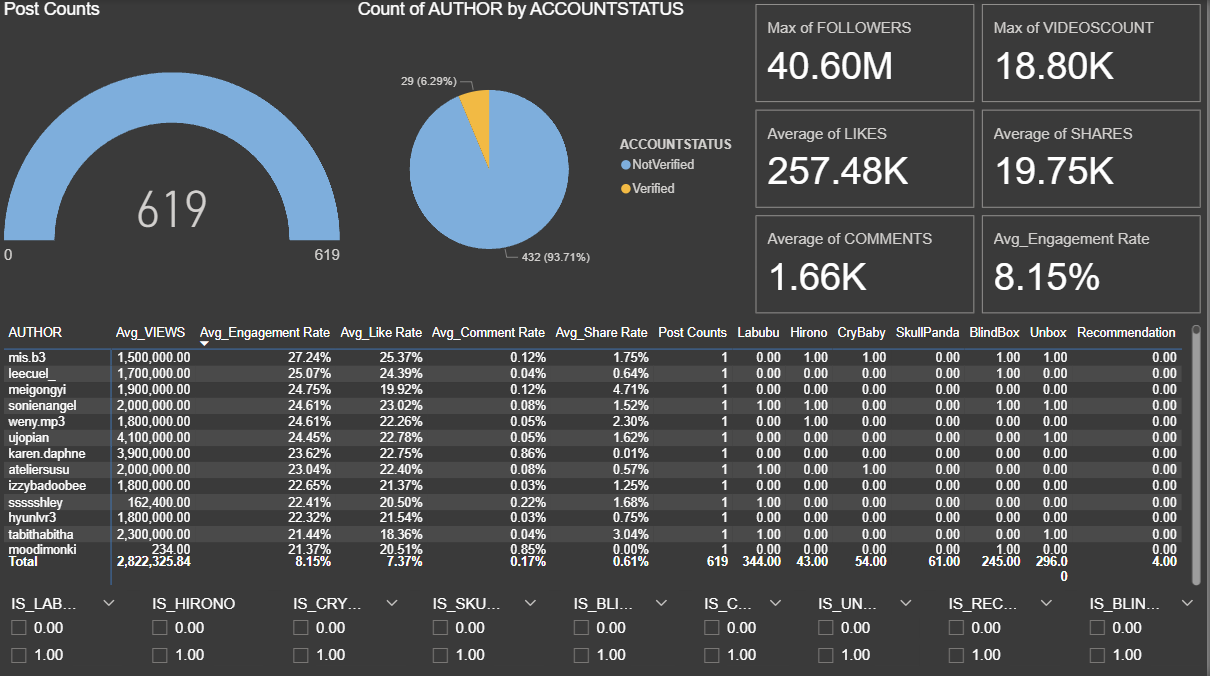 Post Counts
619
0
619
Count of AUTHOR by ACCOUNTSTATUS
29 (6.29%)
432 (93.71%)
ACCOUNTSTATUS
NotVerified
Verified
Max of FOLLOWERS
40.60M
Max of VIDEOSCOUNT
18.80K
Average of LIKES
257.48K
Average of SHARES
19.75K
Average of COMMENTS
1.66K
Avg_Engagement Rate
8.15%
AUTHOR Avg_VIEWS Avg_Engagement Rate Avg_Like Rate Avg_Comment Rate Avg_Share Rate Post Counts Labubu Hirono CryBaby SkullPanda BlindBox Unbox Recommendation
mis.b3 1,500,000.00 27.24% 25.37% 0.12% 1.75% 1 0.00 1.00 1.00 0.00 1.00 1.00 0.00
leecuel_ 1,700,000.00 25.07% 24.39% 0.04% 0.64% 1 0.00 0.00 0.00 0.00 1.00 0.00 0.00
meigongyi 1,900,000.00 24.75% 19.92% 0.12% 4.71% 1 0.00 0.00 0.00 0.00 0.00 0.00 0.00
sonienangel 2,000,000.00 24.61% 23.02% 0.08% 1.52% 1 1.00 1.00 0.00 0.00 1.00 1.00 0.00
weny.mp3 1,800,000.00 24.61% 22.26% 0.05% 2.30% 1 0.00 1.00 0.00 0.00 0.00 0.00 0.00
ujopian 4,100,000.00 24.45% 22.78% 0.05% 1.62% 1 0.00 0.00 0.00 0.00 0.00 1.00 0.00
karen.daphne 3,900,000.00 23.62% 22.75% 0.86% 0.01% 1 0.00 0.00 0.00 0.00 0.00 0.00 0.00
ateliersusu 2,000,000.00 23.04% 22.40% 0.08% 0.57% 1 1.00 0.00 1.00 0.00 0.00 0.00 0.00
izzybadoobee 1,800,000.00 22.65% 21.37% 0.03% 1.25% 1 0.00 0.00 0.00 0.00 0.00 0.00 0.00
ssssshley 162,400.00 22.41% 20.50% 0.22% 1.68% 1 1.00 0.00 0.00 0.00 0.00 0.00 0.00
hyunlvr3 1,800,000.00 22.32% 21.54% 0.03% 0.75% 1 0.00 0.00 0.00 0.00 0.00 0.00 0.00
tabithabitha 2,300,000.00 21.44% 18.36% 0.04% 3.04% 1 1.00 0.00 0.00 0.00 0.00 1.00 0.00
moodimonki 234.00 21.37% 20.51% 0.85% 0.00% 1 0.00 0.00 0.00 0.00 1.00 0.00 0.00
Total 2,822,325.84 8.15% 7.37% 0.17% 0.61% 619 344.00 43.00 54.00 61.00 245.00 296.0 4.00
0
IS_LAB... IS_HIRONO IS_CRY... IS_SKU... IS_BLI... IS_C... IS_UN... IS_REC... IS_BLIN...
0.00 0.00 0.00 0.00 0.00 0.00 0.00 0.00 0.00
1.00 1.00 1.00 1.00 1.00 1.00 1.00 1.00 1.00